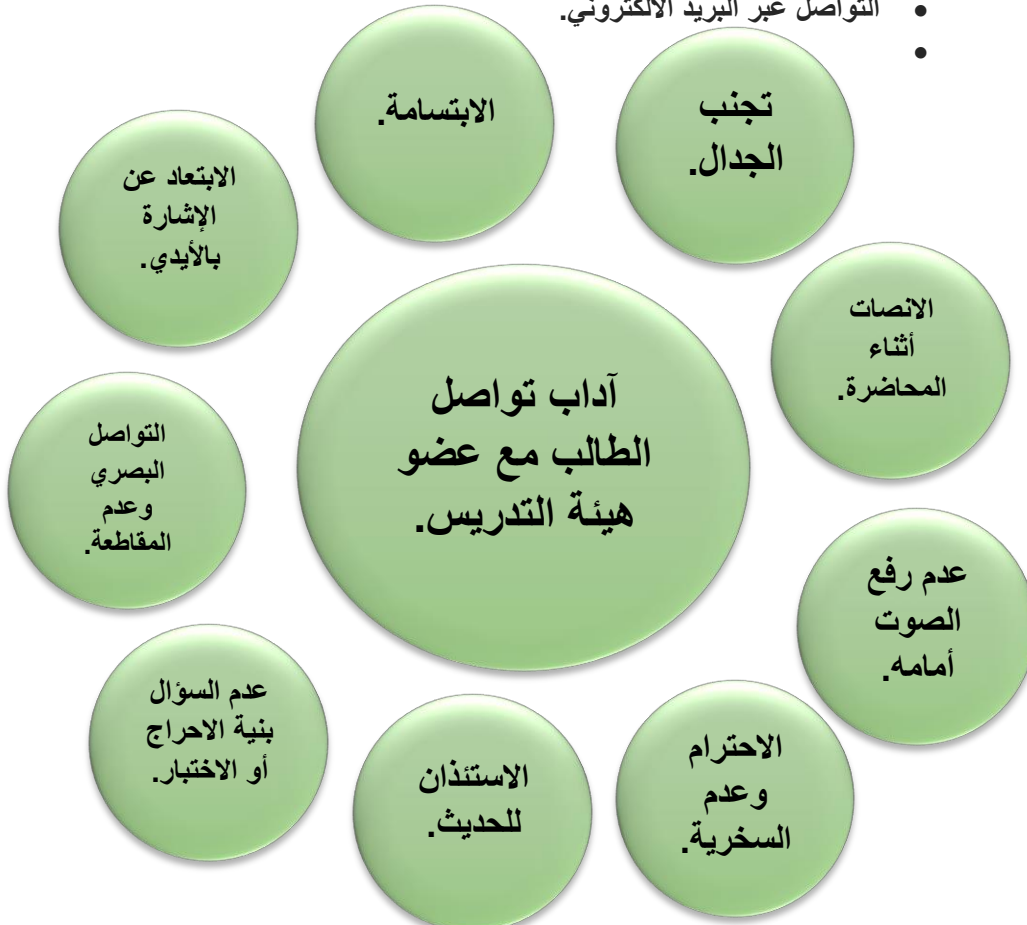 التواصل عبر البريد الالكتروني.
الابتسامة.
تجنب
الجدال.
الابتعاد عن
الإشارة
بالأيدي.
الانصات
أثناء
المحاضرة.
آداب تواصل
الطالب مع عضو
هيئة التدريس.
التواصل
البصري
وعدم
المقاطعة.
عدم رفع
الصوت
أمامه.
عدم السؤال
بنية الاحراج
أو الاختبار.
الاستئذان
للحديث.
الاحترام
وعدم
السخرية.